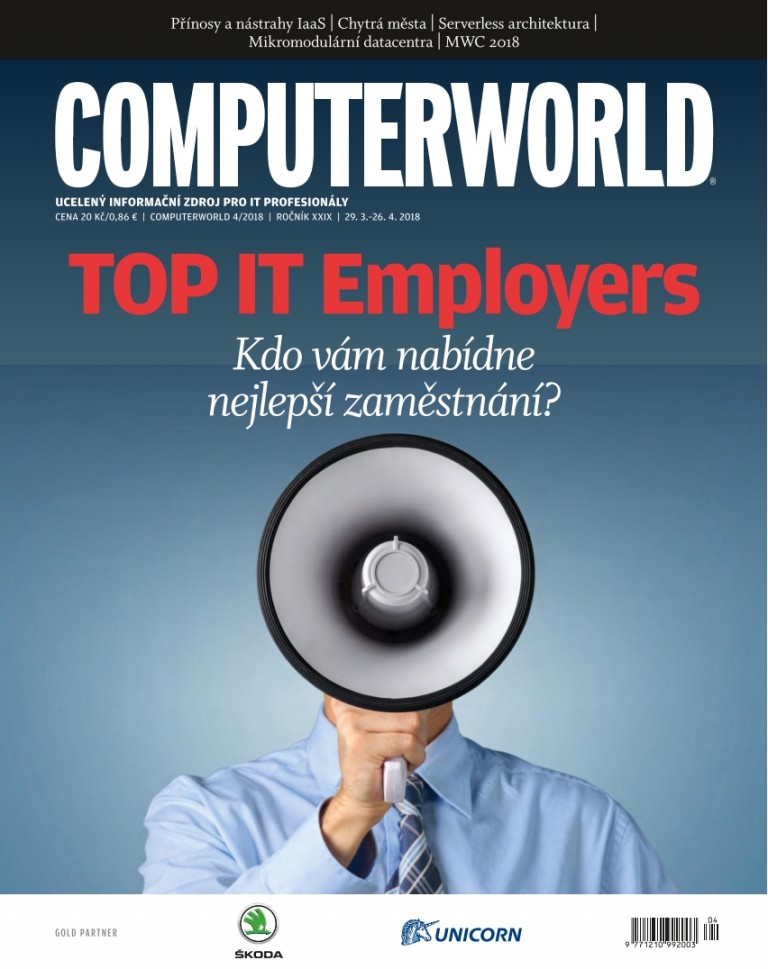 Přínosy a nástrahy IaaS | Chytrá města | Serverless architektura |
Mikromodulární datacentra | MWC 2018
COMPUTERWORLD®
UCELENÝ INFORMAČNÍ ZDROJ PRO IT PROFESIONÁLY
CENA 20 KČ/0,86 € | COMPUTERWORLD 4/2018 | ROČNÍK XXIX | 29. 3.–26. 4. 2018
TOP IT Employers
Kdo vám nabídne
nejlepší zaměstnání?
GOLD PARTNER
ŠKODA
UNICORN
04
9 771210 992003